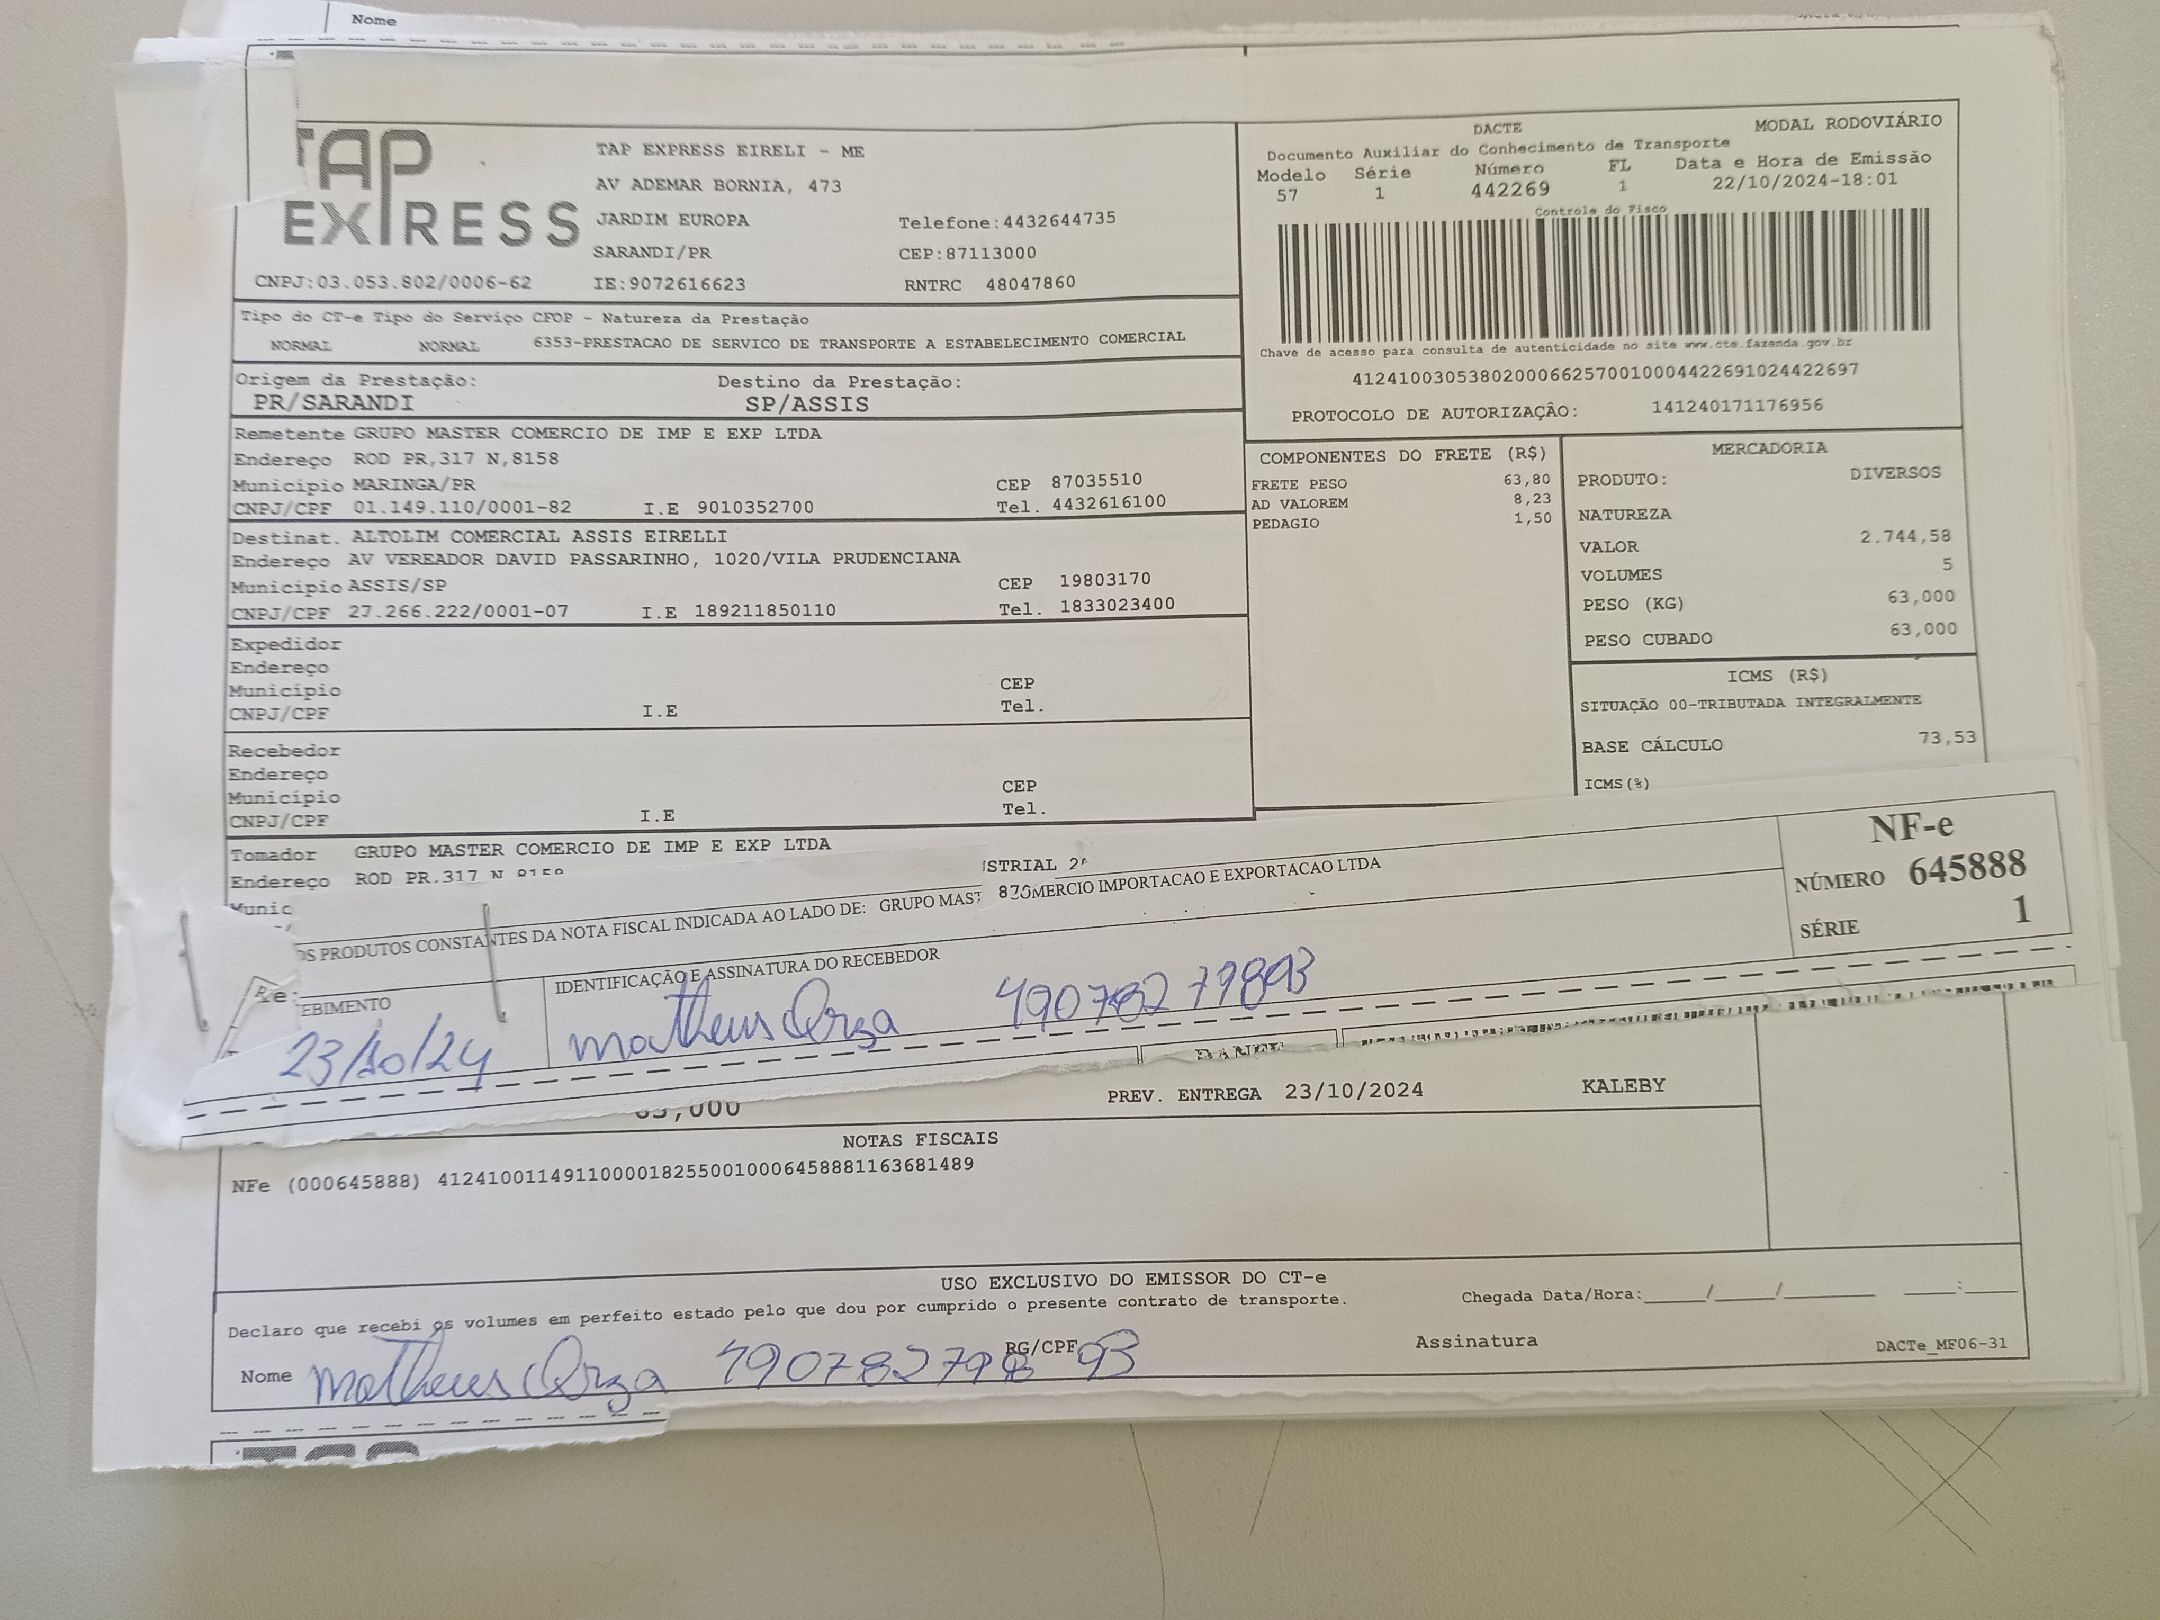 Nome
TAP
EXPRESS
TAP EXPRESS EIRELI - ME
AV ADEMAR BORNIA, 473
JARDIM EUROPA
Telefone:4432644735
SARANDI/PR
CEP:87113000
CNPJ:03.053.802/0006-62
IE:9072616623
RNTRC 48047860
DACTE
MODAL RODOVIÁRIO
Documento Auxiliar do Conhecimento de Transporte
Modelo Série Número FL Data e Hora de Emissão
57 1 442269 1 22/10/2024-18:01
Controle do Fisco
Chave de acesso para consulta de autenticidade no site www.cte.fazenda.gov.br
41241003053802000662570010004422691024422697
PROTOCOLO DE AUTORIZAÇÃO: 141240171176956
Tipo do CT-e Tipo do Serviço CFOP - Natureza da Prestação
NORMAL NORMAL 6353-PRESTACAO DE SERVICO DE TRANSPORTE A ESTABELECIMENTO COMERCIAL
Origem da Prestação: Destino da Prestação:
PR/SARANDI SP/ASSIS
Remetente GRUPO MASTER COMERCIO DE IMP E EXP LTDA
Endereço ROD PR,317 N,8158
Município MARINGA/PR CEP 87035510
CNPJ/CPF 01.149.110/0001-82 I.E 9010352700 Tel. 4432616100
Destinat. ALTOLIM COMERCIAL ASSIS EIRELLI
Endereço AV VEREADOR DAVID PASSARINHO, 1020/VILA PRUDENCIANA
Município ASSIS/SP CEP 19803170
CNPJ/CPF 27.266.222/0001-07 I.E 189211850110 Tel. 1833023400
Expedidor
Endereço
Município CEP
CNPJ/CPF I.E Tel.
Recebedor
Endereço
Município CEP
CNPJ/CPF I.E Tel.
Tomador GRUPO MASTER COMERCIO DE IMP E EXP LTDA
Endereço ROD PR,317 N 8158
COMPONENTES DO FRETE (R$)
FRETE PESO 63,80
AD VALOREM 8,23
PEDAGIO 1,50
MERCADORIA
PRODUTO: DIVERSOS
NATUREZA
VALOR 2.744,58
VOLUMES 5
PESO (KG) 63,000
PESO CUBADO 63,000
ICMS (R$)
SITUAÇÃO 00-TRIBUTADA INTEGRALMENTE
BASE CÁLCULO 73,53
ICMS(%)
OS PRODUTOS CONSTANTES DA NOTA FISCAL INDICADA AO LADO DE: GRUPO MAST COMERCIO IMPORTACAO E EXPORTACAO LTDA
NF-e
NÚMERO 645888
SÉRIE 1
EBIMENTO
IDENTIFICAÇÃO E ASSINATURA DO RECEBEDOR
23/10/24 Matheus Orza 49078279893
PREV. ENTREGA 23/10/2024 KALEBY
NOTAS FISCAIS
NFe (000645888) 41241001149110000182550010006458881163681489
USO EXCLUSIVO DO EMISSOR DO CT-e
Declaro que recebi os volumes em perfeito estado pelo que dou por cumprido o presente contrato de transporte.
Chegada Data/Hora:_____/_____/________ ____:____
Nome Matheus Orza 49078279893 RG/CPF
Assinatura
DACTe_MF06-31